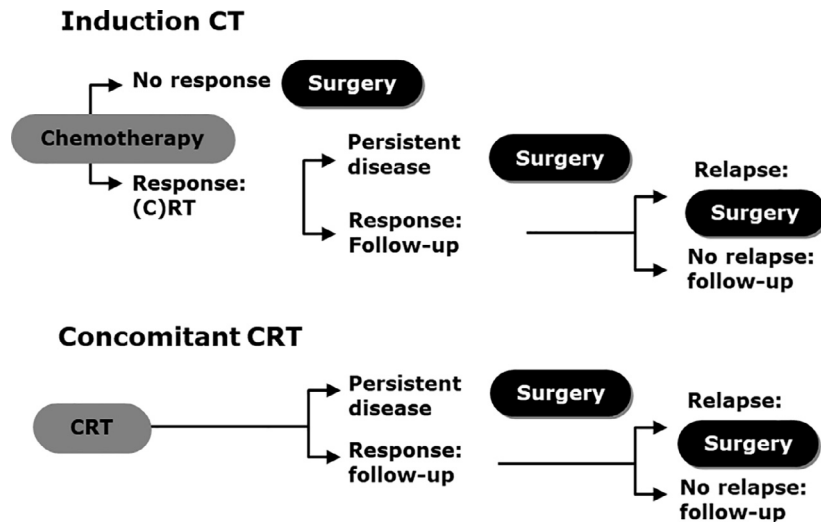 Induction CT
No response
Surgery
Chemotherapy
Response:
(C)RT
Persistent
disease
Surgery
Response:
Follow-up
Relapse:
Surgery
No relapse:
follow-up
Concomitant CRT
CRT
Persistent
disease
Surgery
Response:
follow-up
Relapse:
Surgery
No relapse:
follow-up